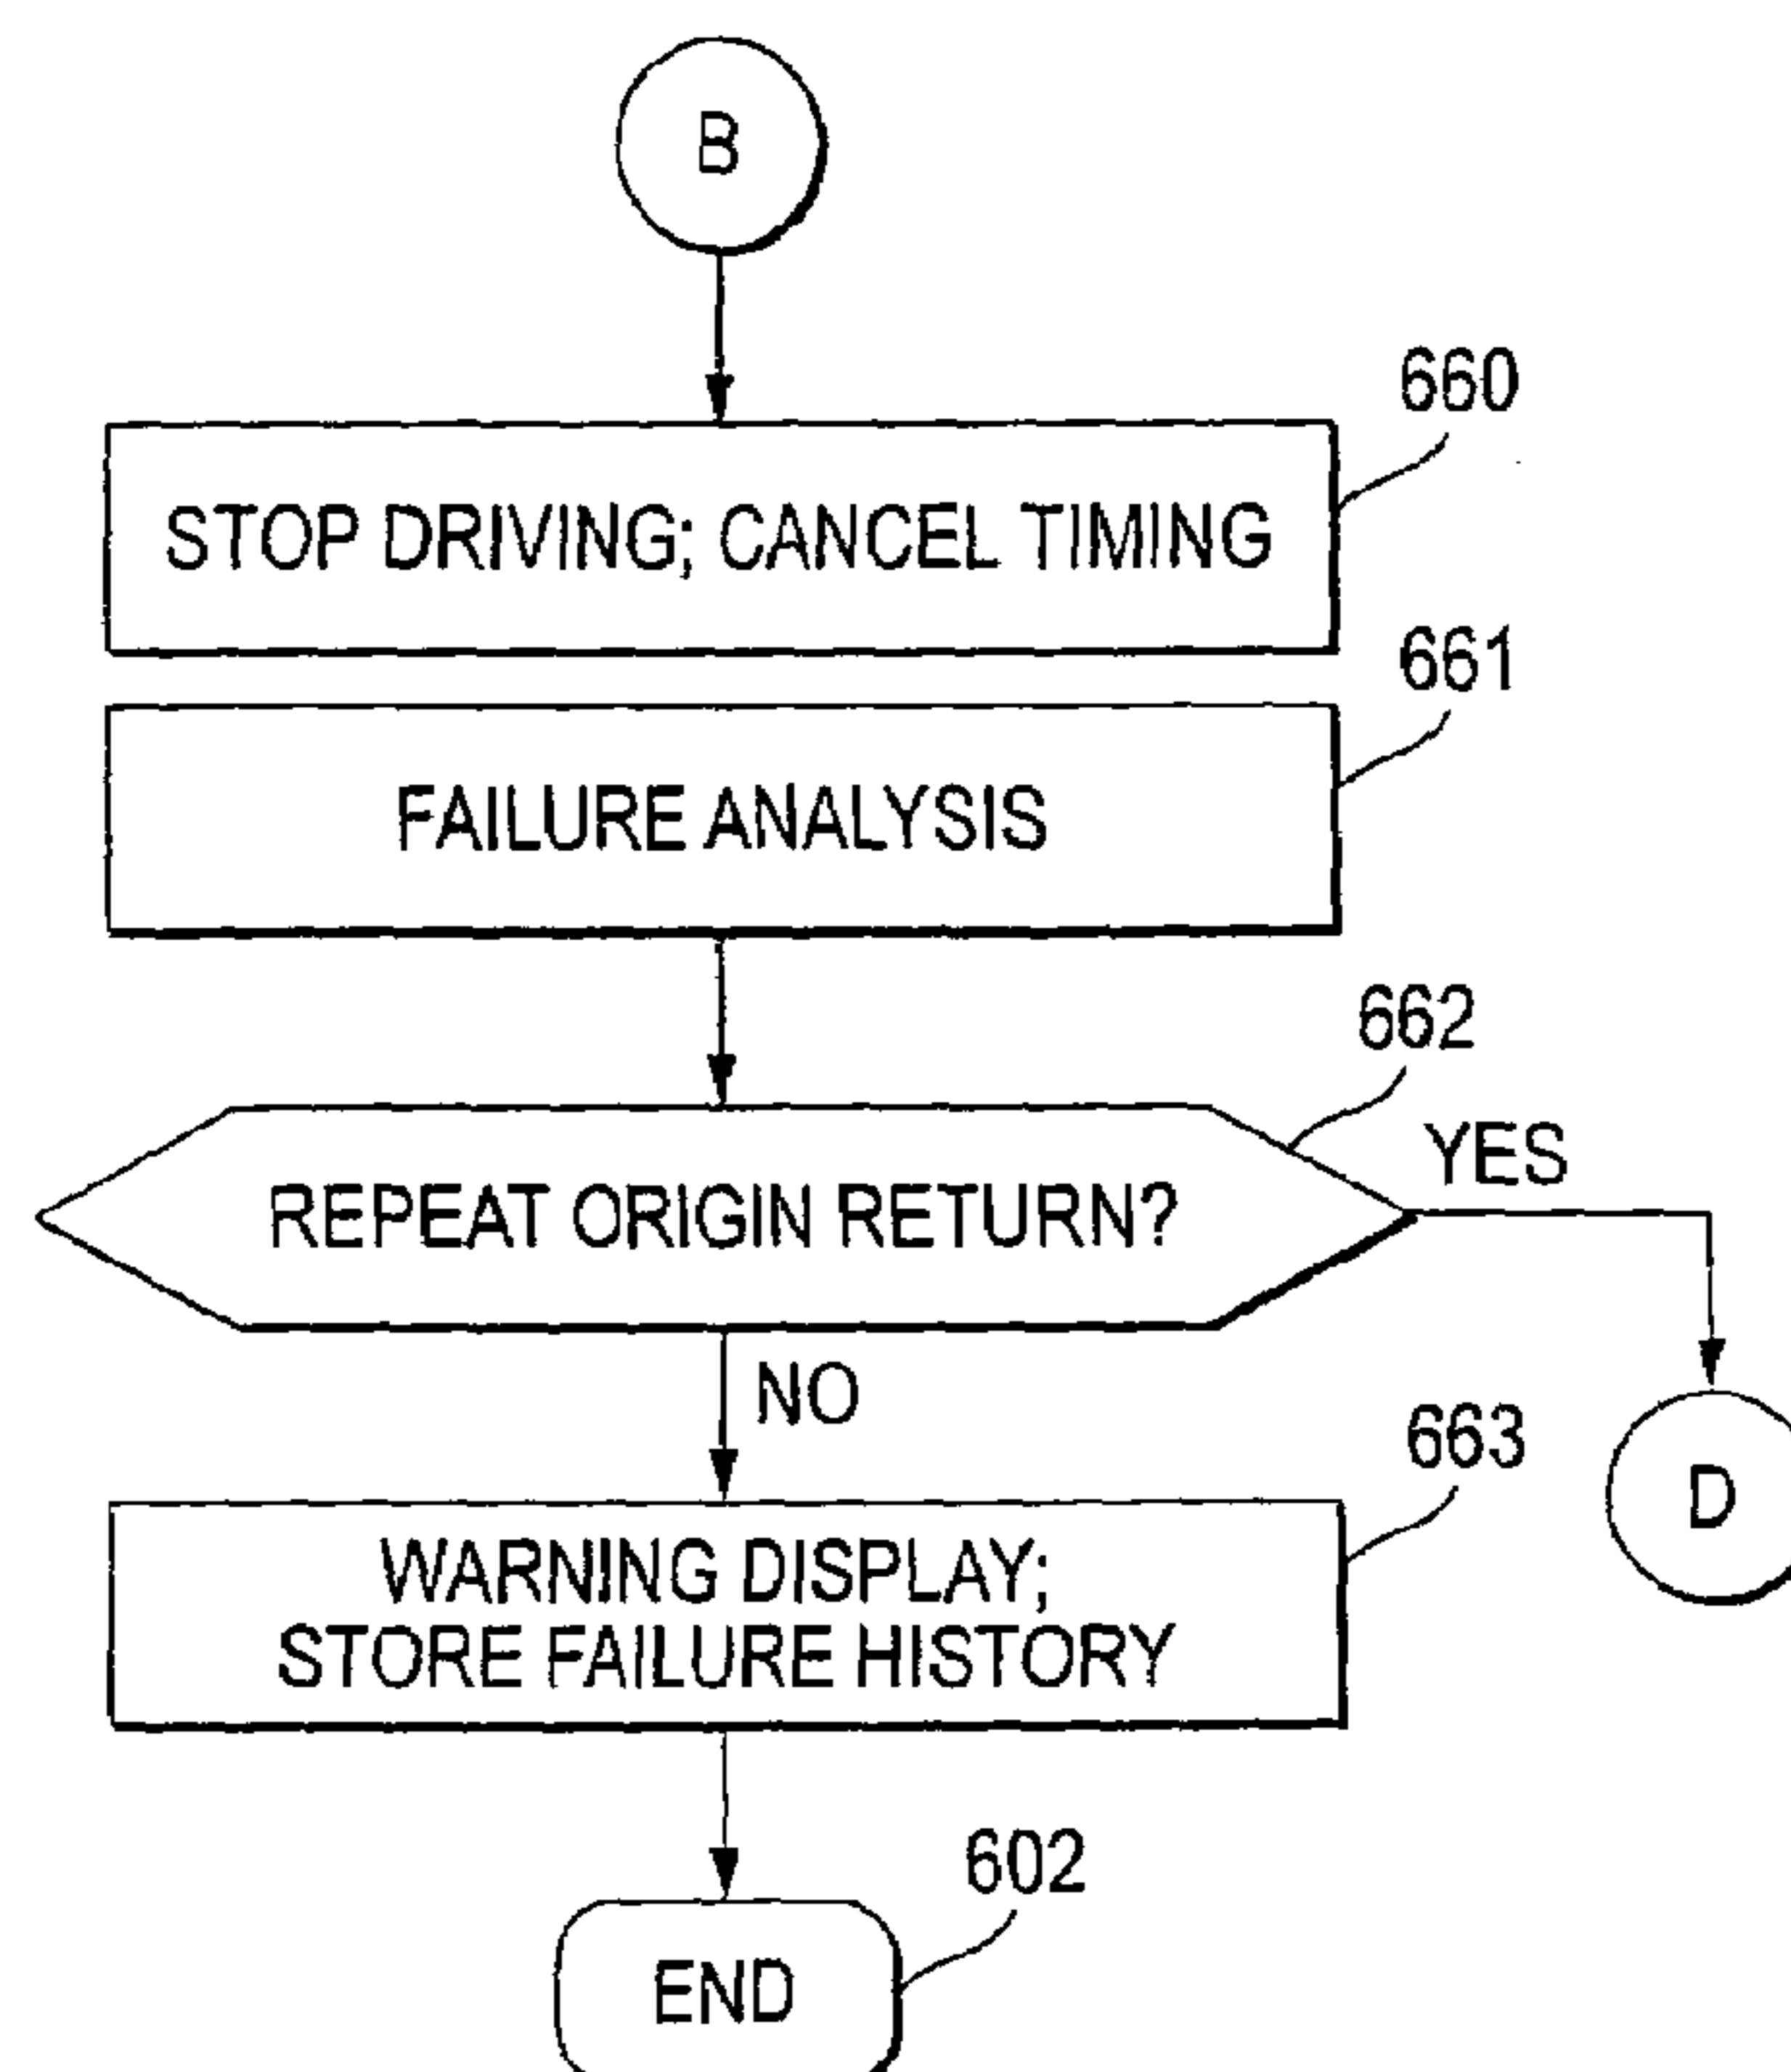 B
660
STOP DRIVING; CANCEL TIMING
661
FAILURE ANALYSIS
662
REPEAT ORIGIN RETURN?
YES
NO
663
D
WARNING DISPLAY;
STORE FAILURE HISTORY
602
END